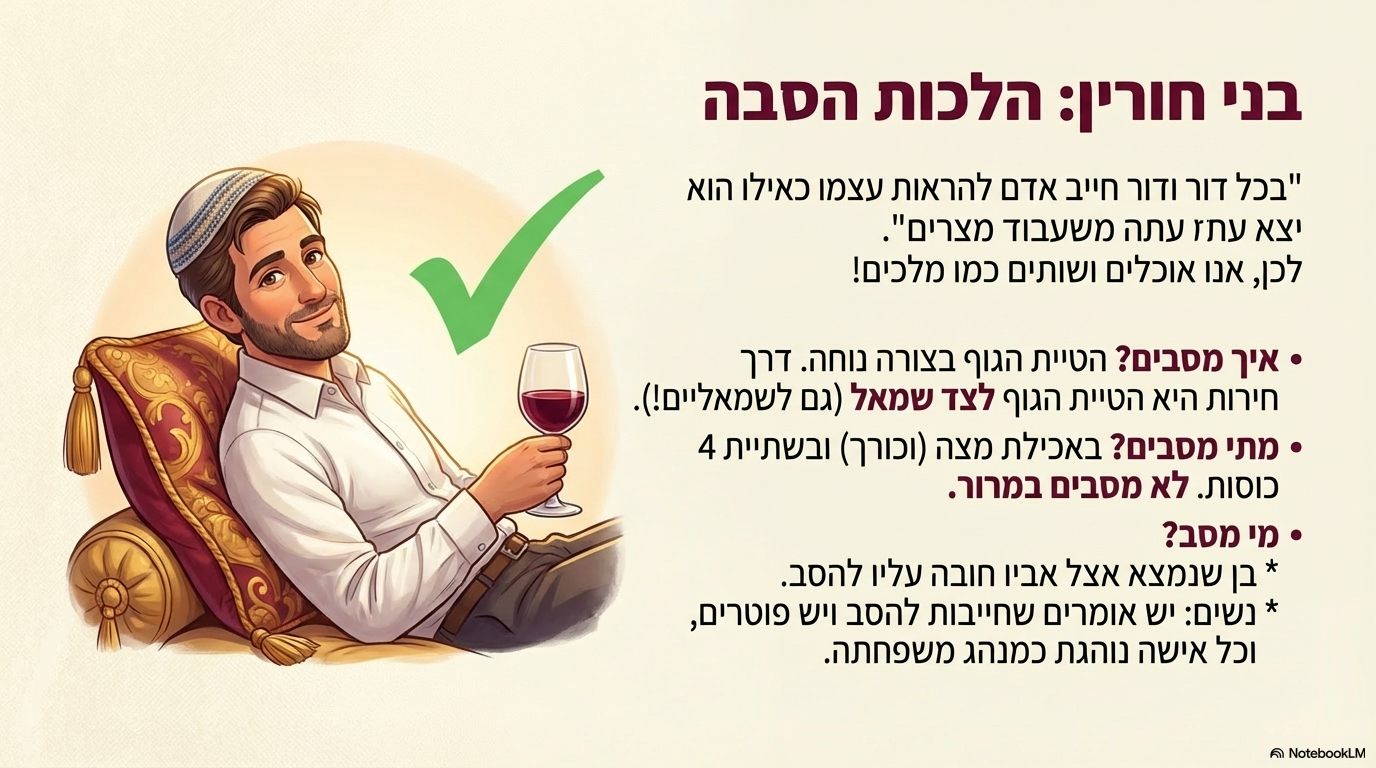 בני חורין: הלכות הסבה
"בכל דור ודור חייב אדם להראות עצמו כאילו הוא
יצא עתז עתה משעבוד מצרים".
לכן, אנו אוכלים ושותים כמו מלכים!
• איך מסבים? הטיית הגוף בצורה נוחה. דרך
חירות היא הטיית הגוף לצד שמאל (גם לשמאליים!).
• מתי מסבים? באכילת מצה (וכורך) ובשתיית 4
כוסות. לא מסבים במרור.
• מי מסב?
* בן שנמצא אצל אביו חובה עליו להסב.
* נשים: יש אומרים שחייבות להסב ויש פוטרים,
וכל אישה נוהגת כמנהג משפחתה.
NotebookLM